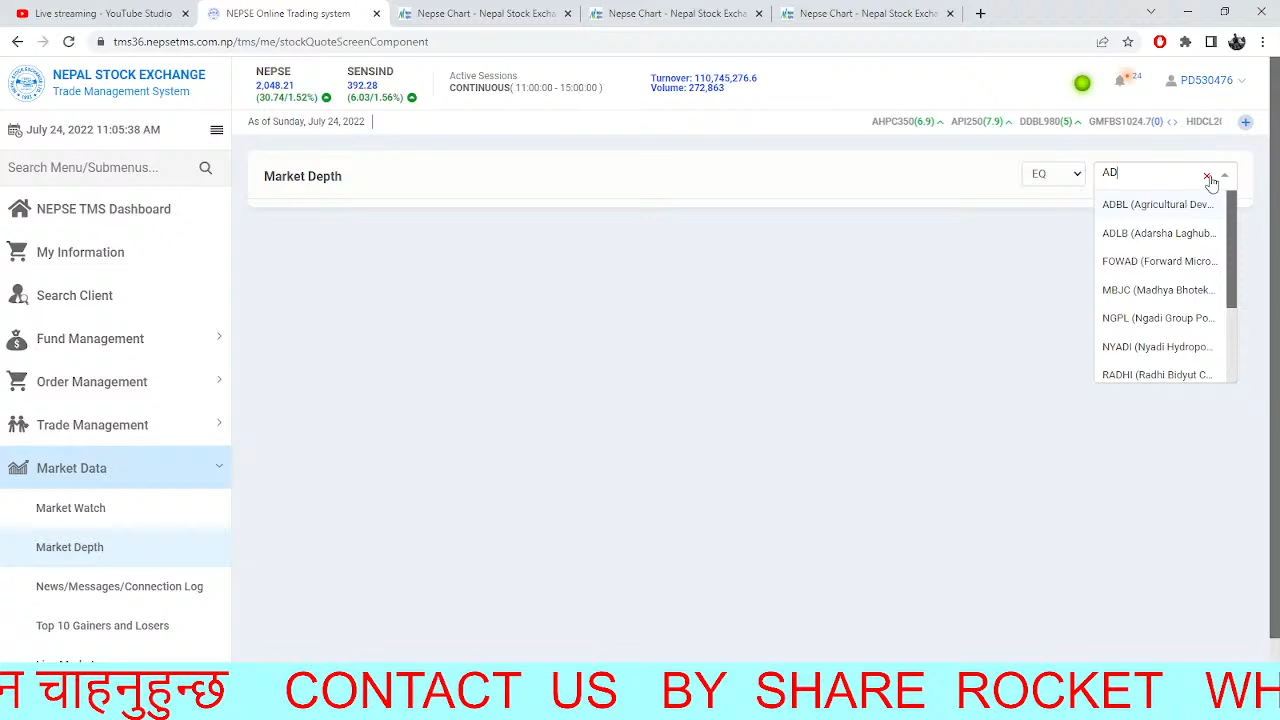 Live streaming - YouTube Studio
NEPSE Online Trading system
Nepse Chart - Nepal Stock Excha
Nepse Chart - Nepal Stock Excha
Nepse Chart - Nepal Stock Excha
tms36.nepsetms.com.np/tms/me/stockQuoteScreenComponent
NEPAL STOCK EXCHANGE
Trade Management System
NEPSE
2,048.21
(30.74/1.52%)
SENSIND
392.28
(6.03/1.56%)
Active Sessions
CONTINUOUS( 11:00:00 - 15:00:00 )
Turnover: 110,745,276.6
Volume: 272,863
24
PD530476
July 24, 2022 11:05:38 AM
As of Sunday, July 24, 2022
AHPC350(6.9) API250(7.9) DDBL980(5) GMFBS1024.7(0) HIDCL2
Search Menu/Submenus...
Market Depth
EQ
AD
ADBL (Agricultural Dev...
ADLB (Adarsha Laghub...
FOWAD (Forward Micro...
MBJC (Madhya Bhotek...
NGPL (Ngadi Group Po...
NYADI (Nyadi Hydropo...
RADHI (Radhi Bidyut C...
NEPSE TMS Dashboard
My Information
Search Client
Fund Management
Order Management
Trade Management
Market Data
Market Watch
Market Depth
News/Messages/Connection Log
Top 10 Gainers and Losers
न चाहनुहुन्छ CONTACT US BY SHARE ROCKET WH